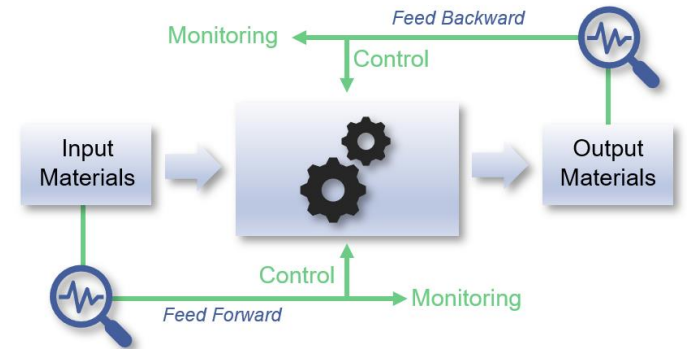 Feed Backward
Monitoring
Control
Input
Materials
Output
Materials
Control
Monitoring
Feed Forward